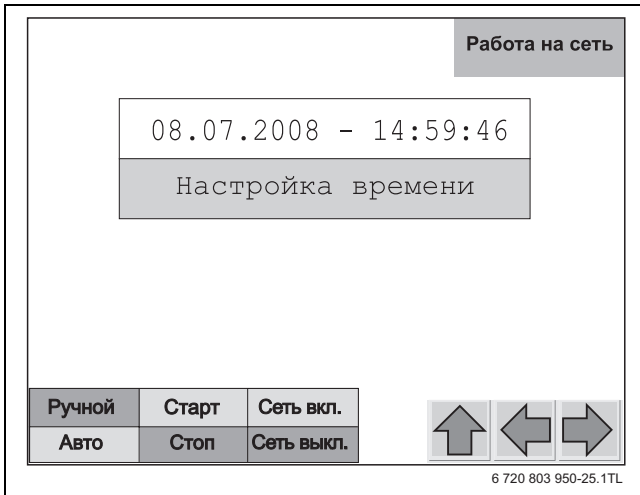 Работа на сеть
08.07.2008 - 14:59:46
Настройка времени
Ручной Старт Сеть вкл.
Авто Стоп Сеть выкл.
6 720 803 950-25.1TL